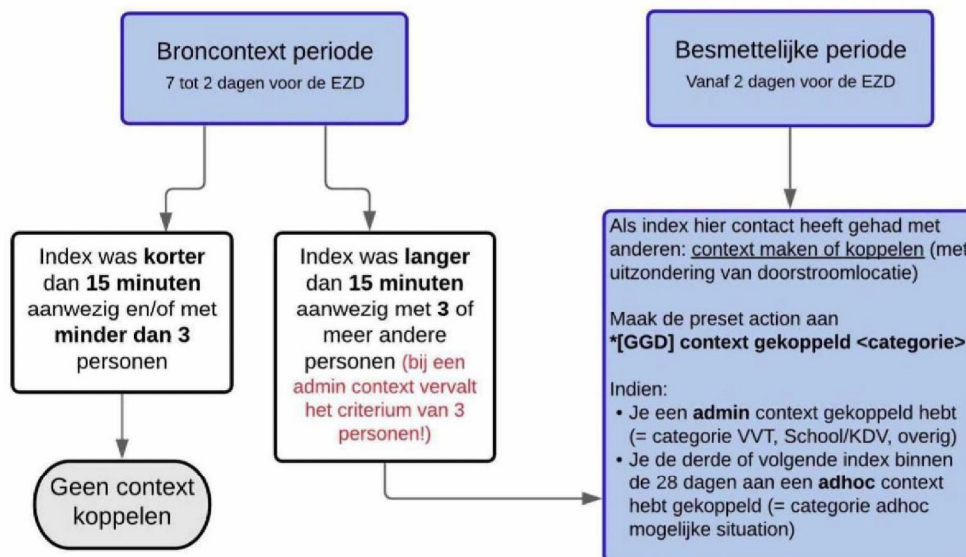 Broncontext periode
7 tot 2 dagen voor de EZD
Besmettelijke periode
Vanaf 2 dagen voor de EZD
Index was korter
dan 15 minuten
aanwezig en/of met
minder dan 3
personen
Index was langer
dan 15 minuten
aanwezig met 3 of
meer andere
personen (bij een
admin context vervalt
het criterium van 3
personen!)
Als index hier contact heeft gehad met
anderen: context maken of koppelen (met
uitzondering van doorstroomlocatie)
Maak de preset action aan
*[GGD] context gekoppeld <categorie>
Indien:
• Je een admin context gekoppeld hebt
(= categorie VVT, School/KDV, overig)
• Je de derde of volgende index binnen
de 28 dagen aan een adhoc context
hebt gekoppeld (= categorie adhoc
mogelijke situation)
Geen context
koppelen